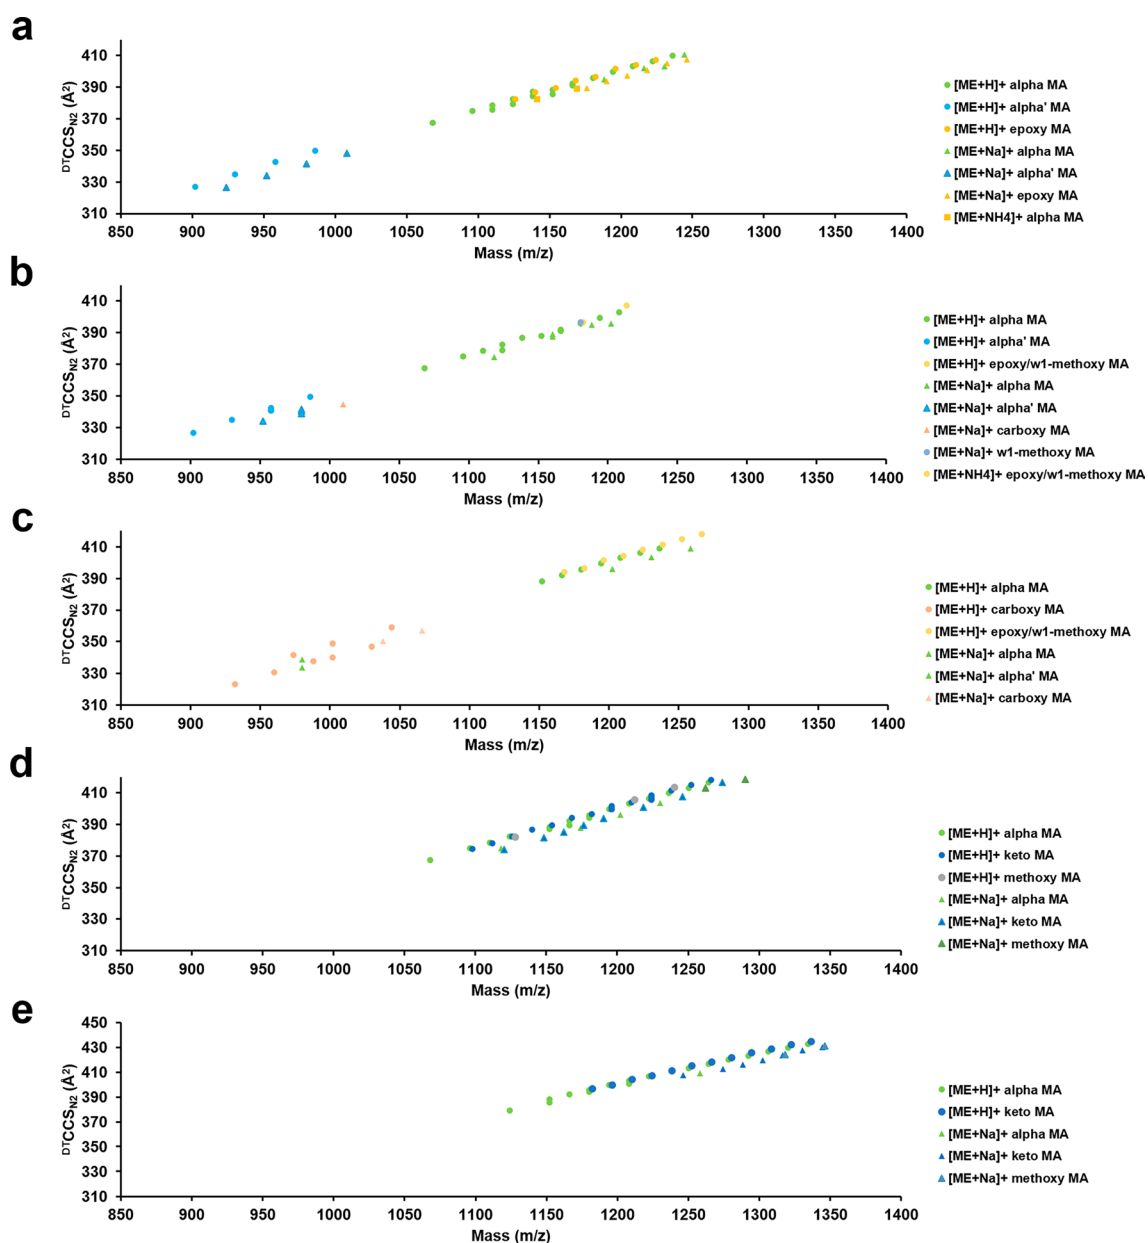 a
410
390
370
350
330
310
DTCCSN2 (Å2)
850 900 950 1000 1050 1100 1150 1200 1250 1300 1350 1400
Mass (m/z)
[ME+H]+ alpha MA
[ME+H]+ alpha' MA
[ME+H]+ epoxy MA
[ME+Na]+ alpha MA
[ME+Na]+ alpha' MA
[ME+Na]+ epoxy MA
[ME+NH4]+ alpha MA
b
410
390
370
350
330
310
DTCCSN2 (Å2)
850 900 950 1000 1050 1100 1150 1200 1250 1300 1350 1400
Mass (m/z)
[ME+H]+ alpha MA
[ME+H]+ alpha' MA
[ME+H]+ epoxy/w1-methoxy MA
[ME+Na]+ alpha MA
[ME+Na]+ alpha' MA
[ME+Na]+ carboxy MA
[ME+Na]+ w1-methoxy MA
[ME+NH4]+ epoxy/w1-methoxy MA
c
410
390
370
350
330
310
DTCCSN2 (Å2)
850 900 950 1000 1050 1100 1150 1200 1250 1300 1350 1400
Mass (m/z)
[ME+H]+ alpha MA
[ME+H]+ carboxy MA
[ME+H]+ epoxy/w1-methoxy MA
[ME+Na]+ alpha MA
[ME+Na]+ alpha' MA
[ME+Na]+ carboxy MA
d
410
390
370
350
330
310
DTCCSN2 (Å2)
850 900 950 1000 1050 1100 1150 1200 1250 1300 1350 1400
Mass (m/z)
[ME+H]+ alpha MA
[ME+H]+ keto MA
[ME+H]+ methoxy MA
[ME+Na]+ alpha MA
[ME+Na]+ keto MA
[ME+Na]+ methoxy MA
e
450
430
410
390
370
350
330
310
DTCCSN2 (Å2)
850 900 950 1000 1050 1100 1150 1200 1250 1300 1350 1400
Mass (m/z)
[ME+H]+ alpha MA
[ME+H]+ keto MA
[ME+Na]+ alpha MA
[ME+Na]+ keto MA
[ME+Na]+ methoxy MA